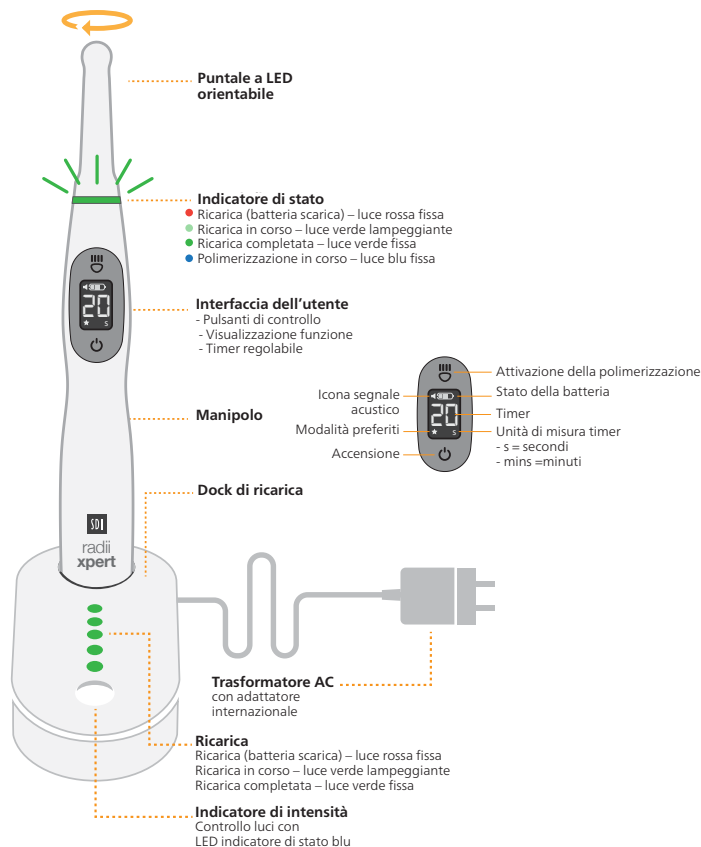 Puntale a LED
orientabile
Indicatore di stato
Ricarica (batteria scarica) – luce rossa fissa
Ricarica in corso – luce verde lampeggiante
Ricarica completata – luce verde fissa
Polimerizzazione in corso – luce blu fissa
20
s
Interfaccia dell’utente
- Pulsanti di controllo
- Visualizzazione funzione
- Timer regolabile
Icona segnale
acustico
Modalità preferiti
Accensione
20
s
Attivazione della polimerizzazione
Stato della batteria
Timer
Unità di misura timer
- s = secondi
- mins =minuti
Manipolo
Dock di ricarica
SDI
radii
xpert
Trasformatore AC
con adattatore
internazionale
Ricarica
Ricarica (batteria scarica) – luce rossa fissa
Ricarica in corso – luce verde lampeggiante
Ricarica completata – luce verde fissa
Indicatore di intensità
Controllo luci con
LED indicatore di stato blu